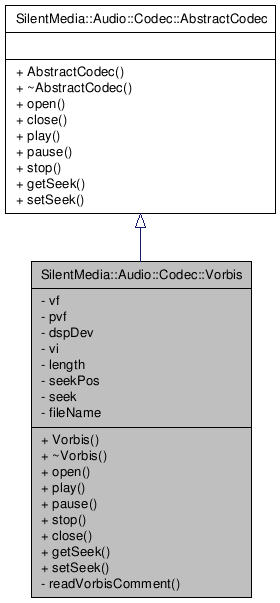 SilentMedia::Audio::Codec::AbstractCodec
+ AbstractCodec()
+ ~AbstractCodec()
+ open()
+ close()
+ play()
+ pause()
+ stop()
+ getSeek()
+ setSeek()
SilentMedia::Audio::Codec::Vorbis
- vf
- pvf
- dspDev
- vi
- length
- seekPos
- seek
- fileName
+ Vorbis()
+ ~Vorbis()
+ open()
+ play()
+ pause()
+ stop()
+ close()
+ getSeek()
+ setSeek()
- readVorbisComment()